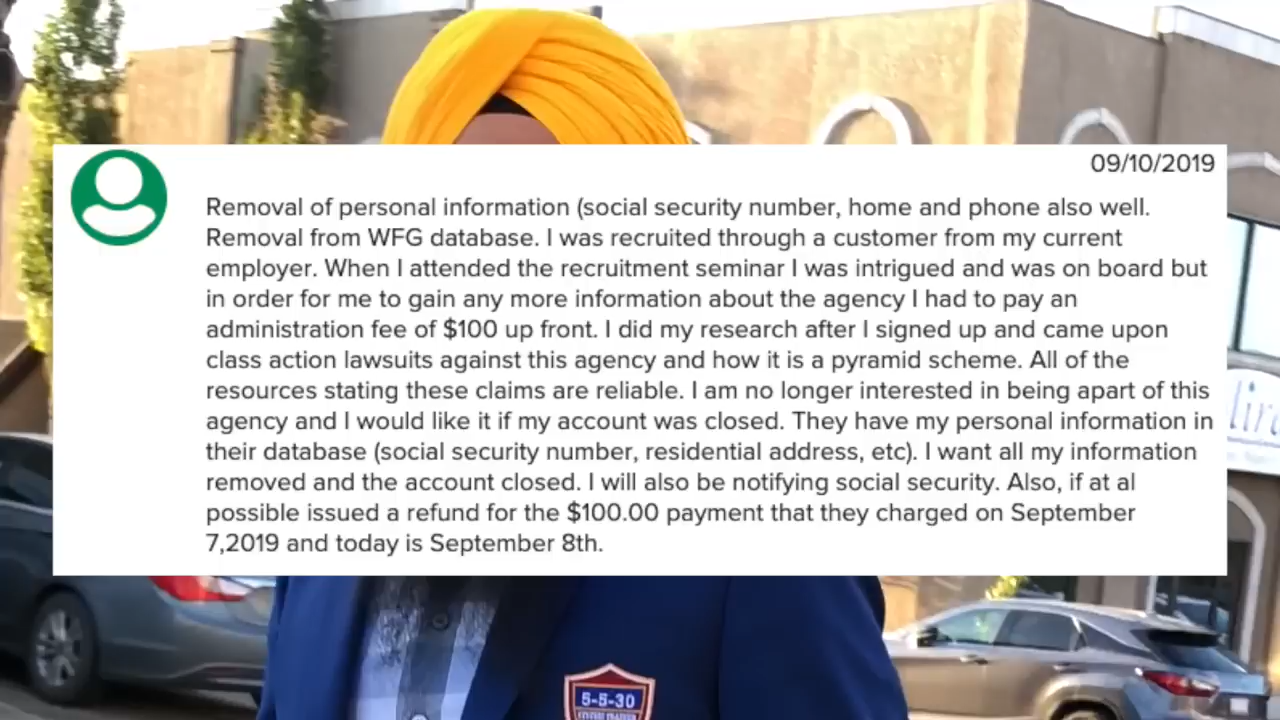 09/10/2019
Removal of personal information (social security number, home and phone also well.
Removal from WFG database. I was recruited through a customer from my current
employer. When I attended the recruitment seminar I was intrigued and was on board but
in order for me to gain any more information about the agency I had to pay an
administration fee of $100 up front. I did my research after I signed up and came upon
class action lawsuits against this agency and how it is a pyramid scheme. All of the
resources stating these claims are reliable. I am no longer interested in being apart of this
agency and I would like it if my account was closed. They have my personal information in
their database (social security number, residential address, etc). I want all my information
removed and the account closed. I will also be notifying social security. Also, if at al
possible issued a refund for the $100.00 payment that they charged on September
7,2019 and today is September 8th.
5-5-30